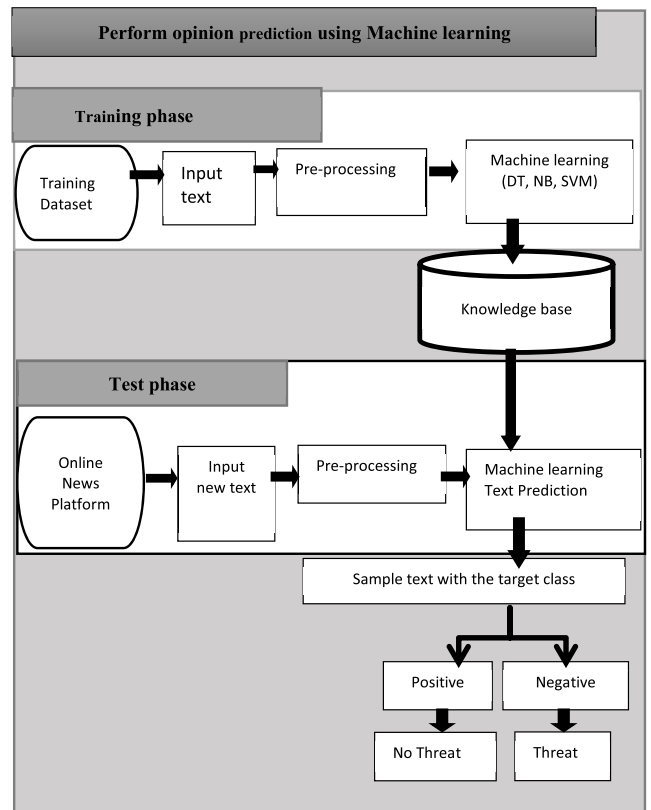 Perform opinion prediction using Machine learning
Training phase
Training
Dataset
Input
text
Pre-processing
Machine learning
(DT, NB, SVM)
Knowledge base
Test phase
Online
News
Platform
Input
new text
Pre-processing
Machine learning
Text Prediction
Sample text with the target class
Positive
Negative
No Threat
Threat